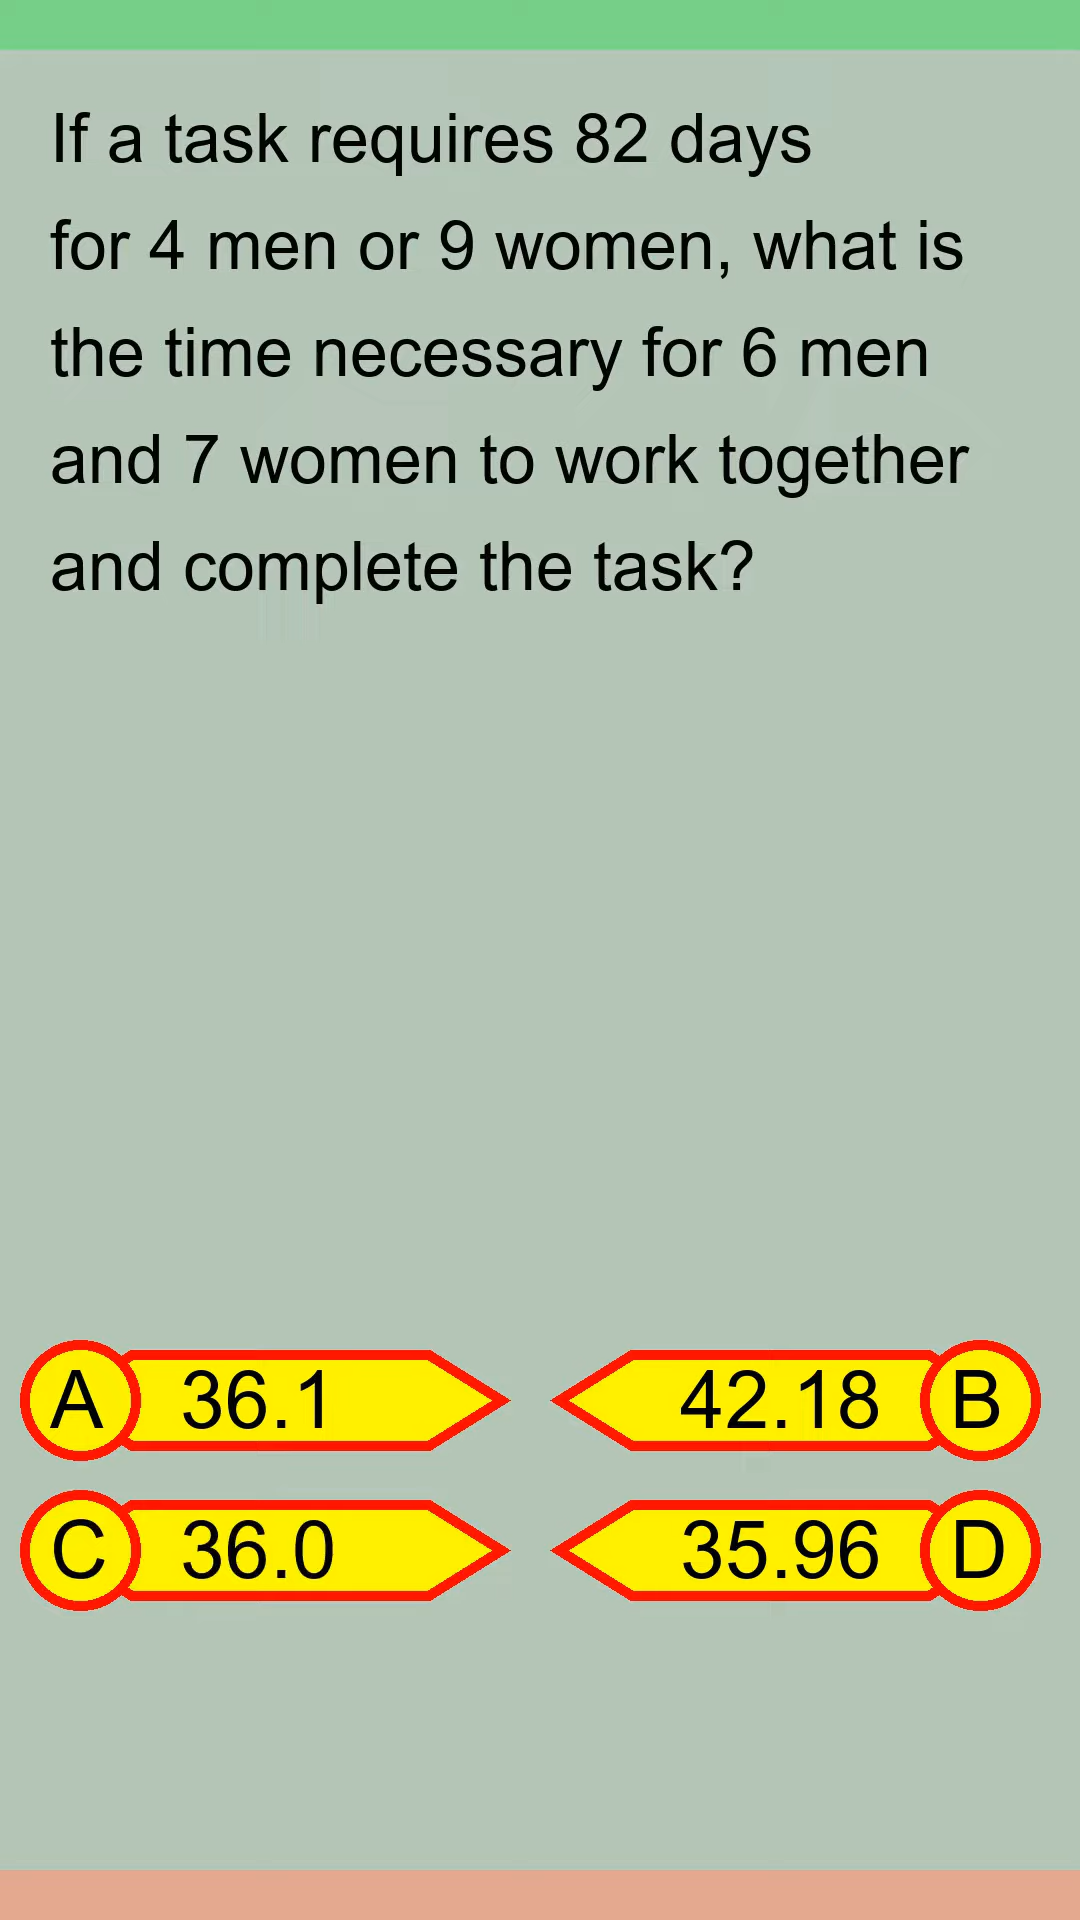 If a task requires 82 days
for 4 men or 9 women, what is
the time necessary for 6 men
and 7 women to work together
and complete the task?
A 36.1 42.18 B
C 36.0 35.96 D